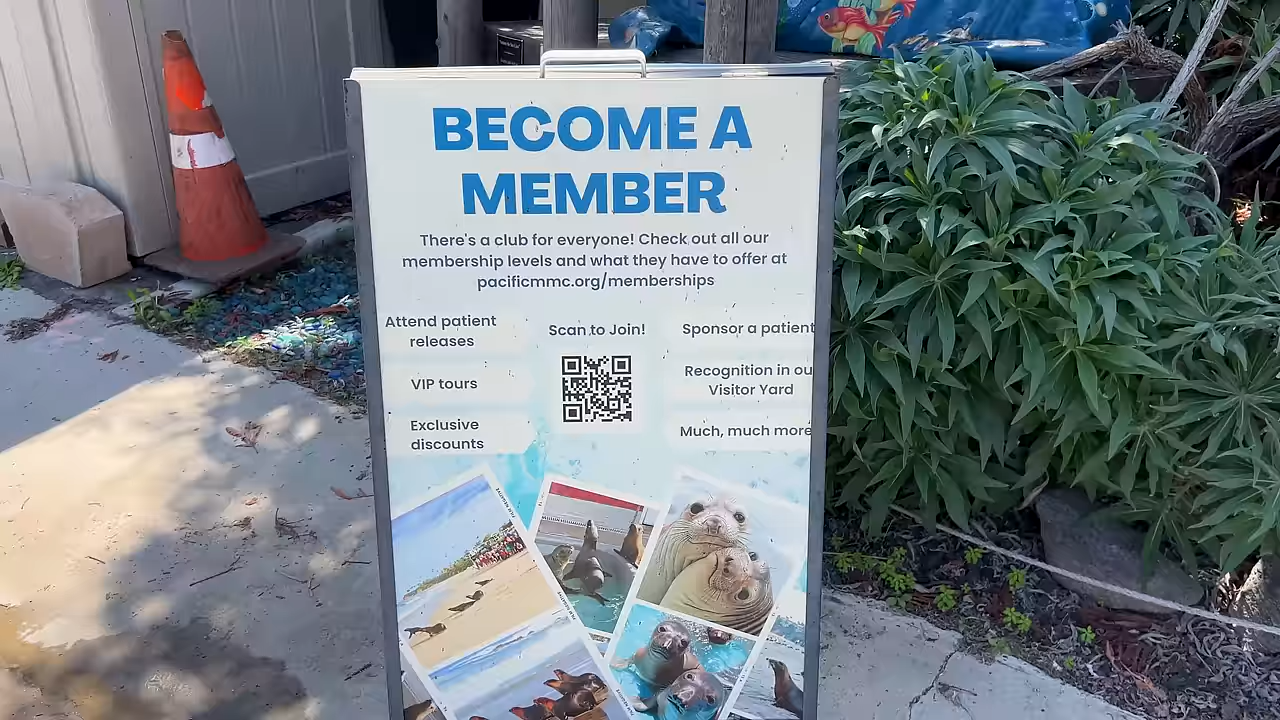 BECOME A
MEMBER
There's a club for everyone! Check out all our
membership levels and what they have to offer at
pacificmmc.org/memberships
Attend patient
releases
Scan to Join!
Sponsor a patient
VIP tours
Recognition in ou
Visitor Yard
Exclusive
discounts
Much, much more